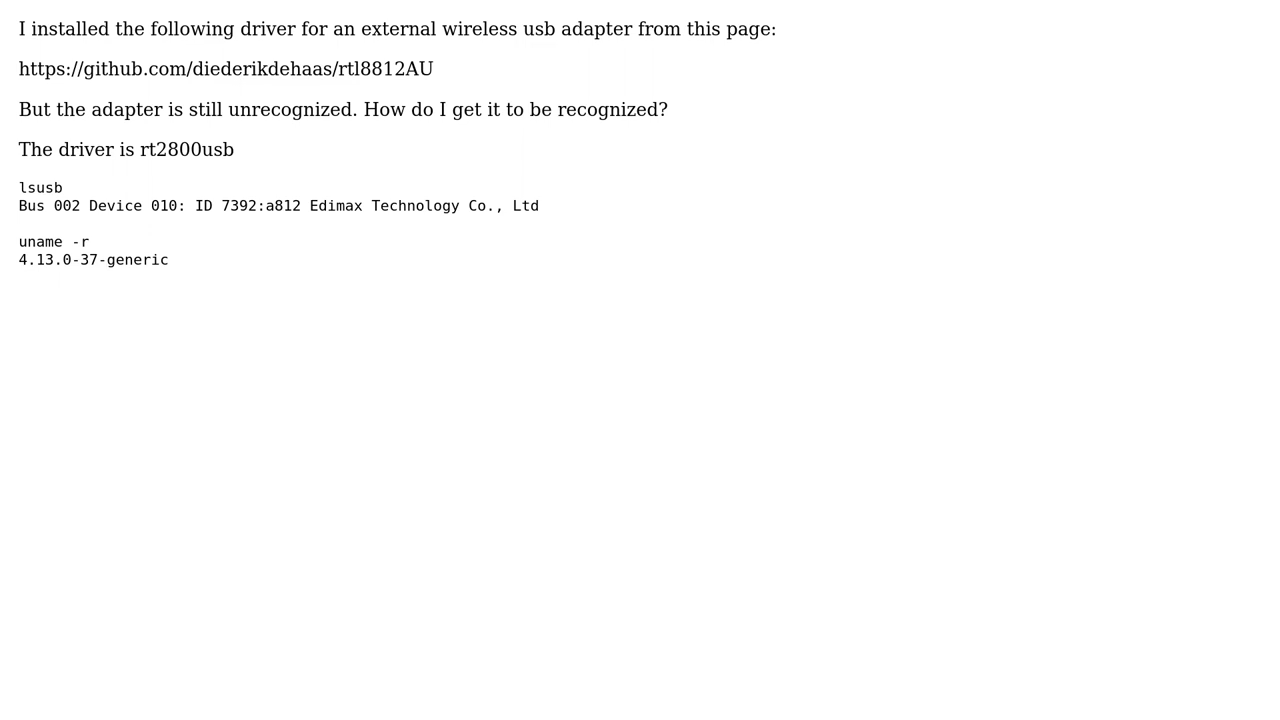 I installed the following driver for an external wireless usb adapter from this page:
https://github.com/diederikdehaas/rtl8812AU
But the adapter is still unrecognized. How do I get it to be recognized?
The driver is rt2800usb
lsusb
Bus 002 Device 010: ID 7392:a812 Edimax Technology Co., Ltd
uname -r
4.13.0-37-generic